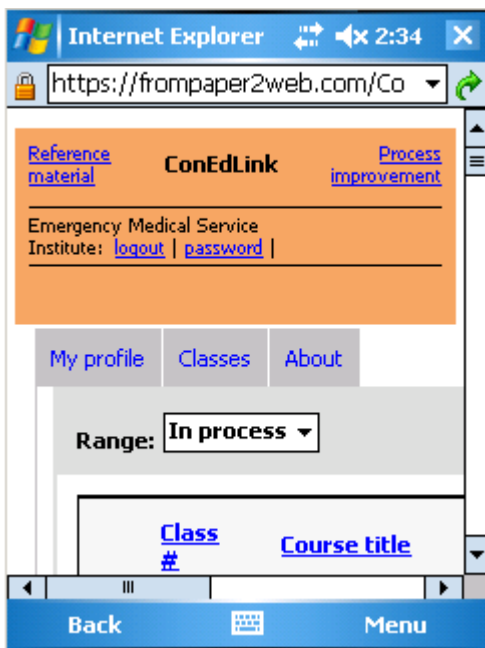 Internet Explorer 2:34
https://frompaper2web.com/Co
Reference material
ConEdLink
Process improvement
Emergency Medical Service
Institute: logout | password |
My profile Classes About
Range: In process
Class #
Course title
Back Menu